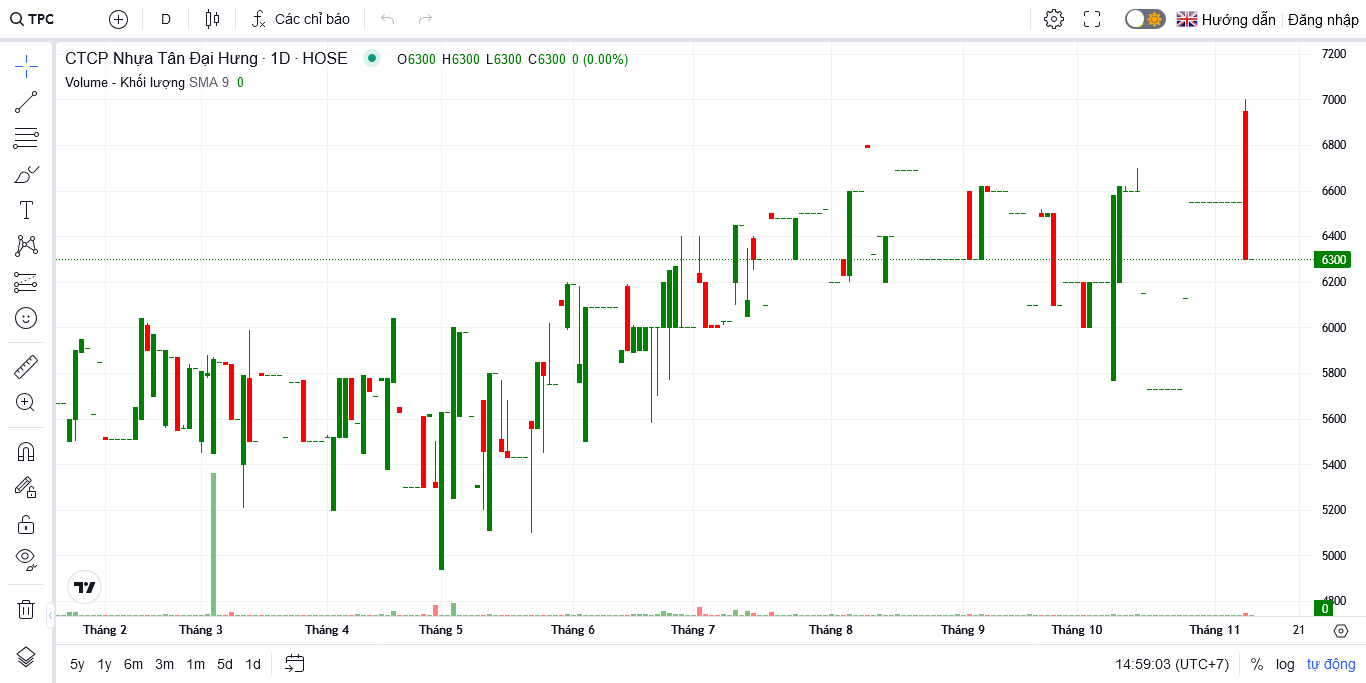 TPC
D
Các chỉ báo
Hướng dẫn
Đăng nhập
CTCP Nhựa Tân Đại Hưng · 1D · HOSE
O6300 H6300 L6300 C6300 0 (0.00%)
Volume - Khối lượng SMA 9 0
7200
7000
6800
6600
6400
6300
6200
6000
5800
5600
5400
5200
5000
4800
0
Tháng 2
Tháng 3
Tháng 4
Tháng 5
Tháng 6
Tháng 7
Tháng 8
Tháng 9
Tháng 10
Tháng 11
21
5y 1y 6m 3m 1m 5d 1d
14:59:03 (UTC+7)
% log tự động